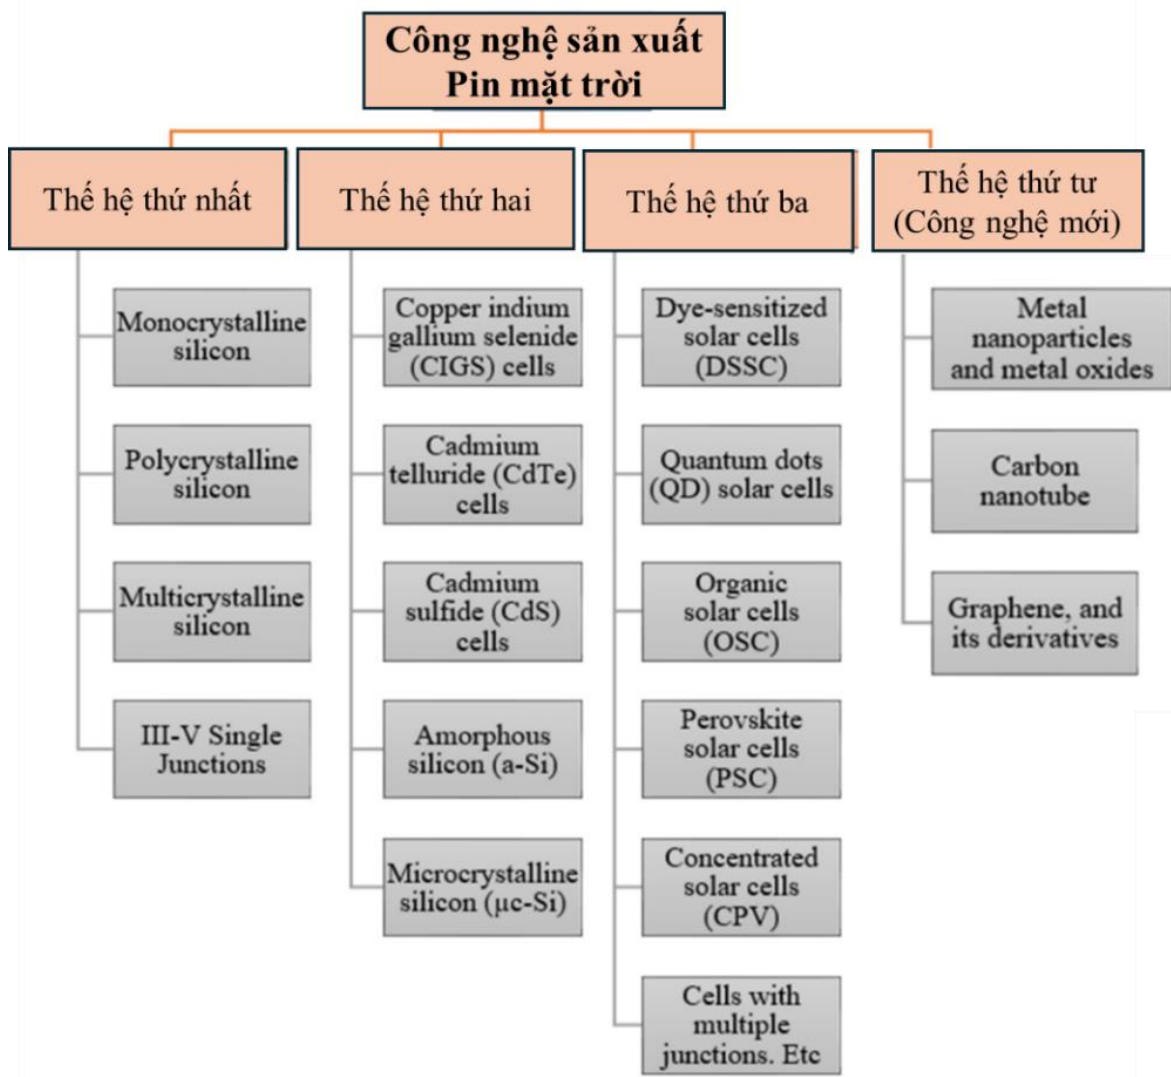 Công nghệ sản xuất
Pin mặt trời
Thế hệ thứ nhất
Thế hệ thứ hai
Thế hệ thứ ba
Thế hệ thứ tư
(Công nghệ mới)
Monocrystalline
silicon
Polycrystalline
silicon
Multicrystalline
silicon
III-V Single
Junctions
Copper indium
gallium selenide
(CIGS) cells
Cadmium
telluride (CdTe)
cells
Cadmium
sulfide (CdS)
cells
Amorphous
silicon (a-Si)
Microcrystalline
silicon (µc-Si)
Dye-sensitized
solar cells
(DSSC)
Quantum dots
(QD) solar cells
Organic
solar cells
(OSC)
Perovskite
solar cells
(PSC)
Concentrated
solar cells
(CPV)
Cells with
multiple
junctions. Etc
Metal
nanoparticles
and metal oxides
Carbon
nanotube
Graphene, and
its derivatives